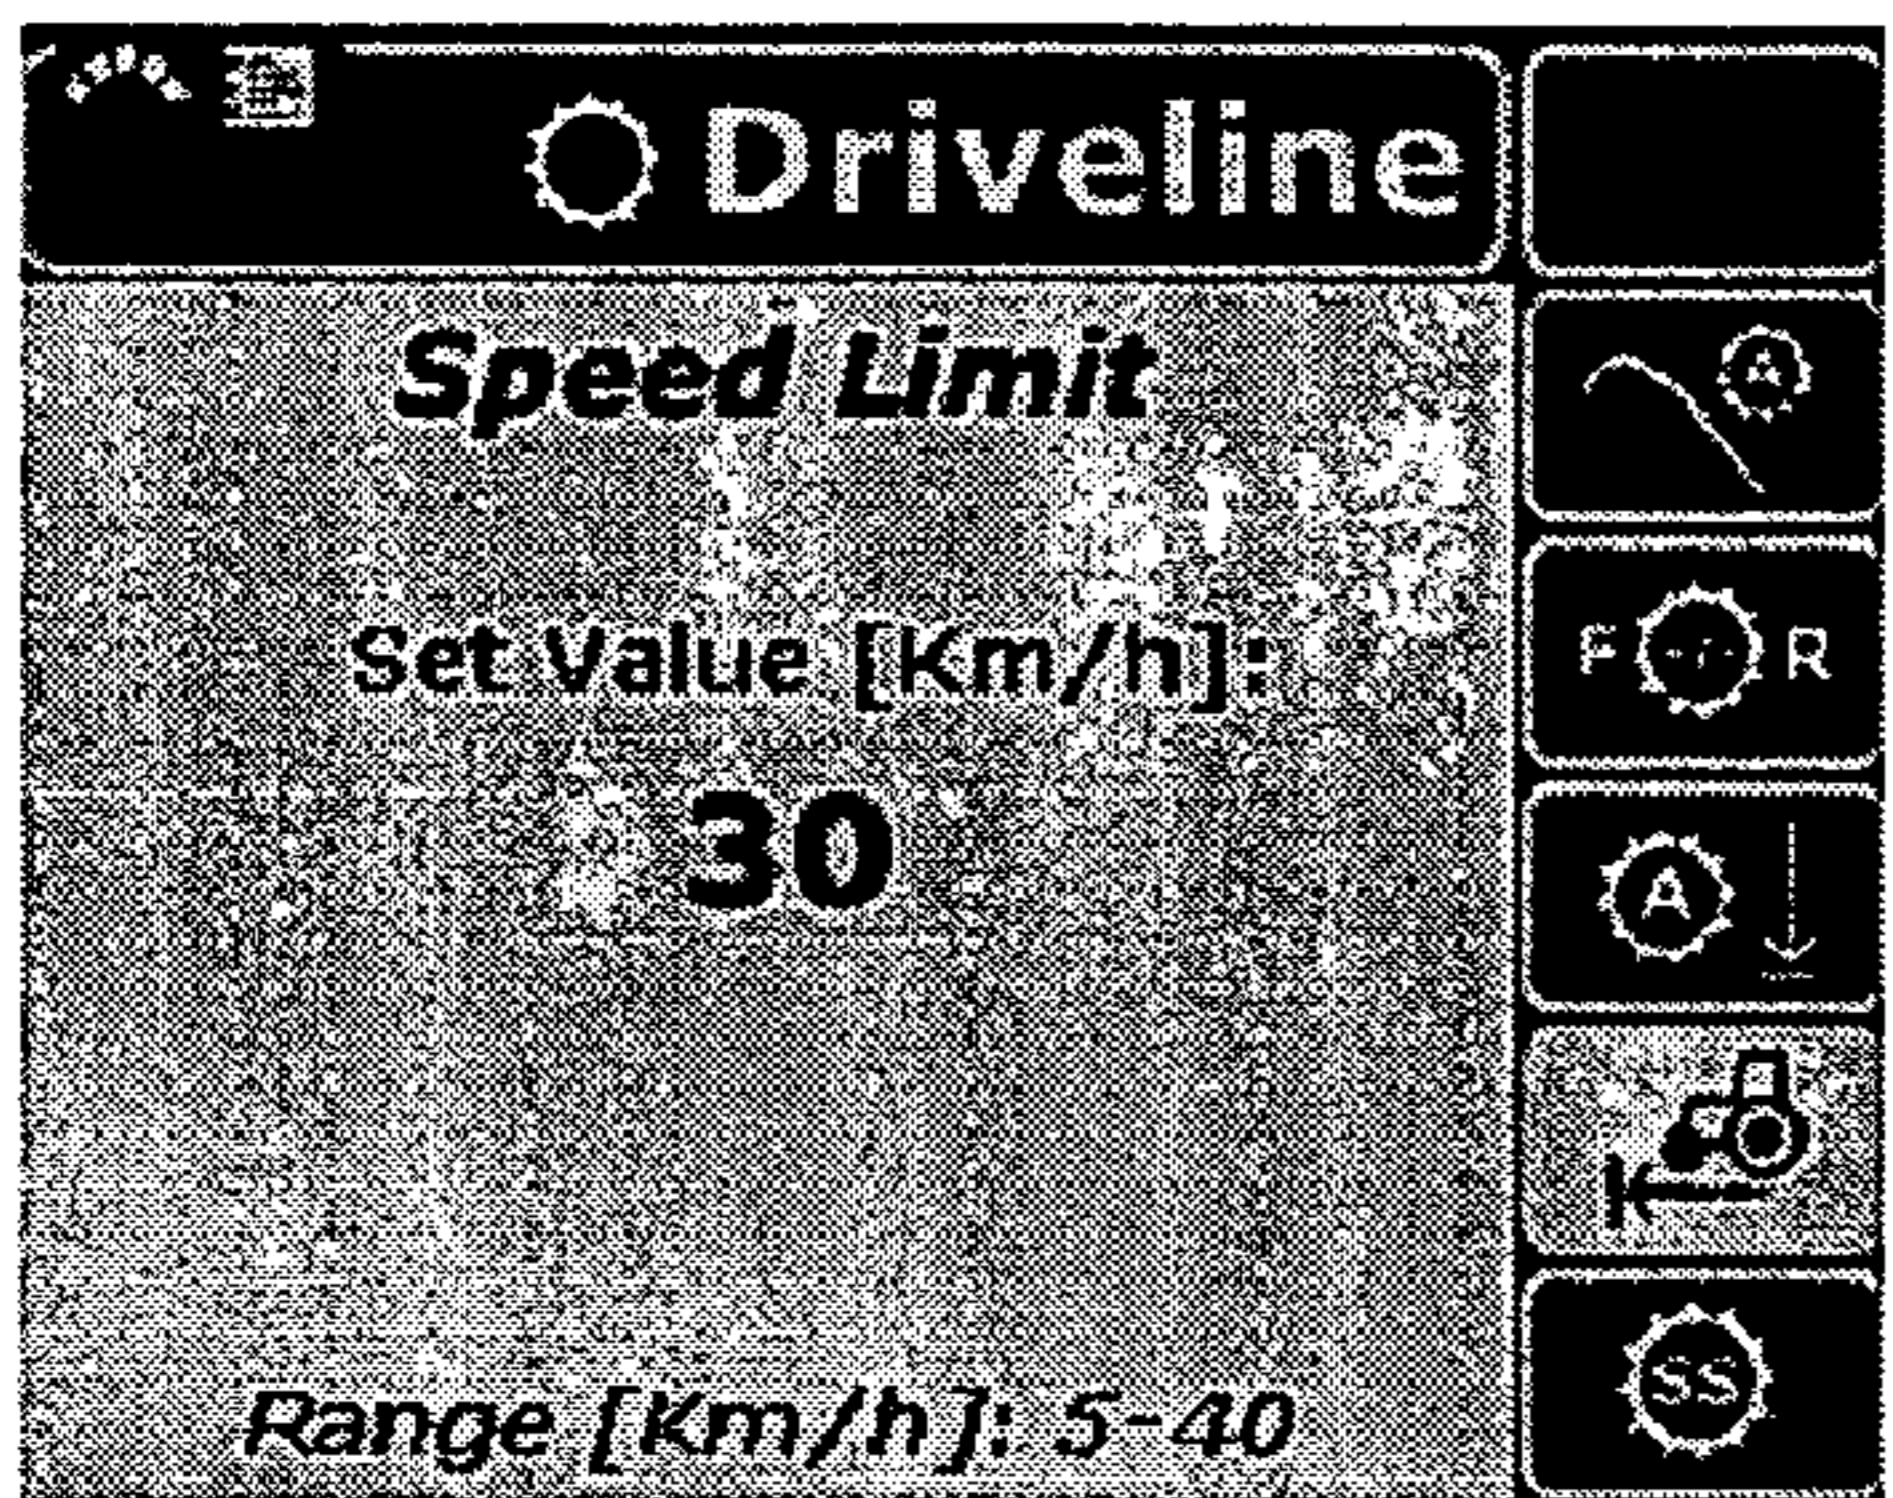 Driveline
Speed Limit
A
Set Value [Km/h]:
F R
30
A
Range [Km/h]: 5-40
SS